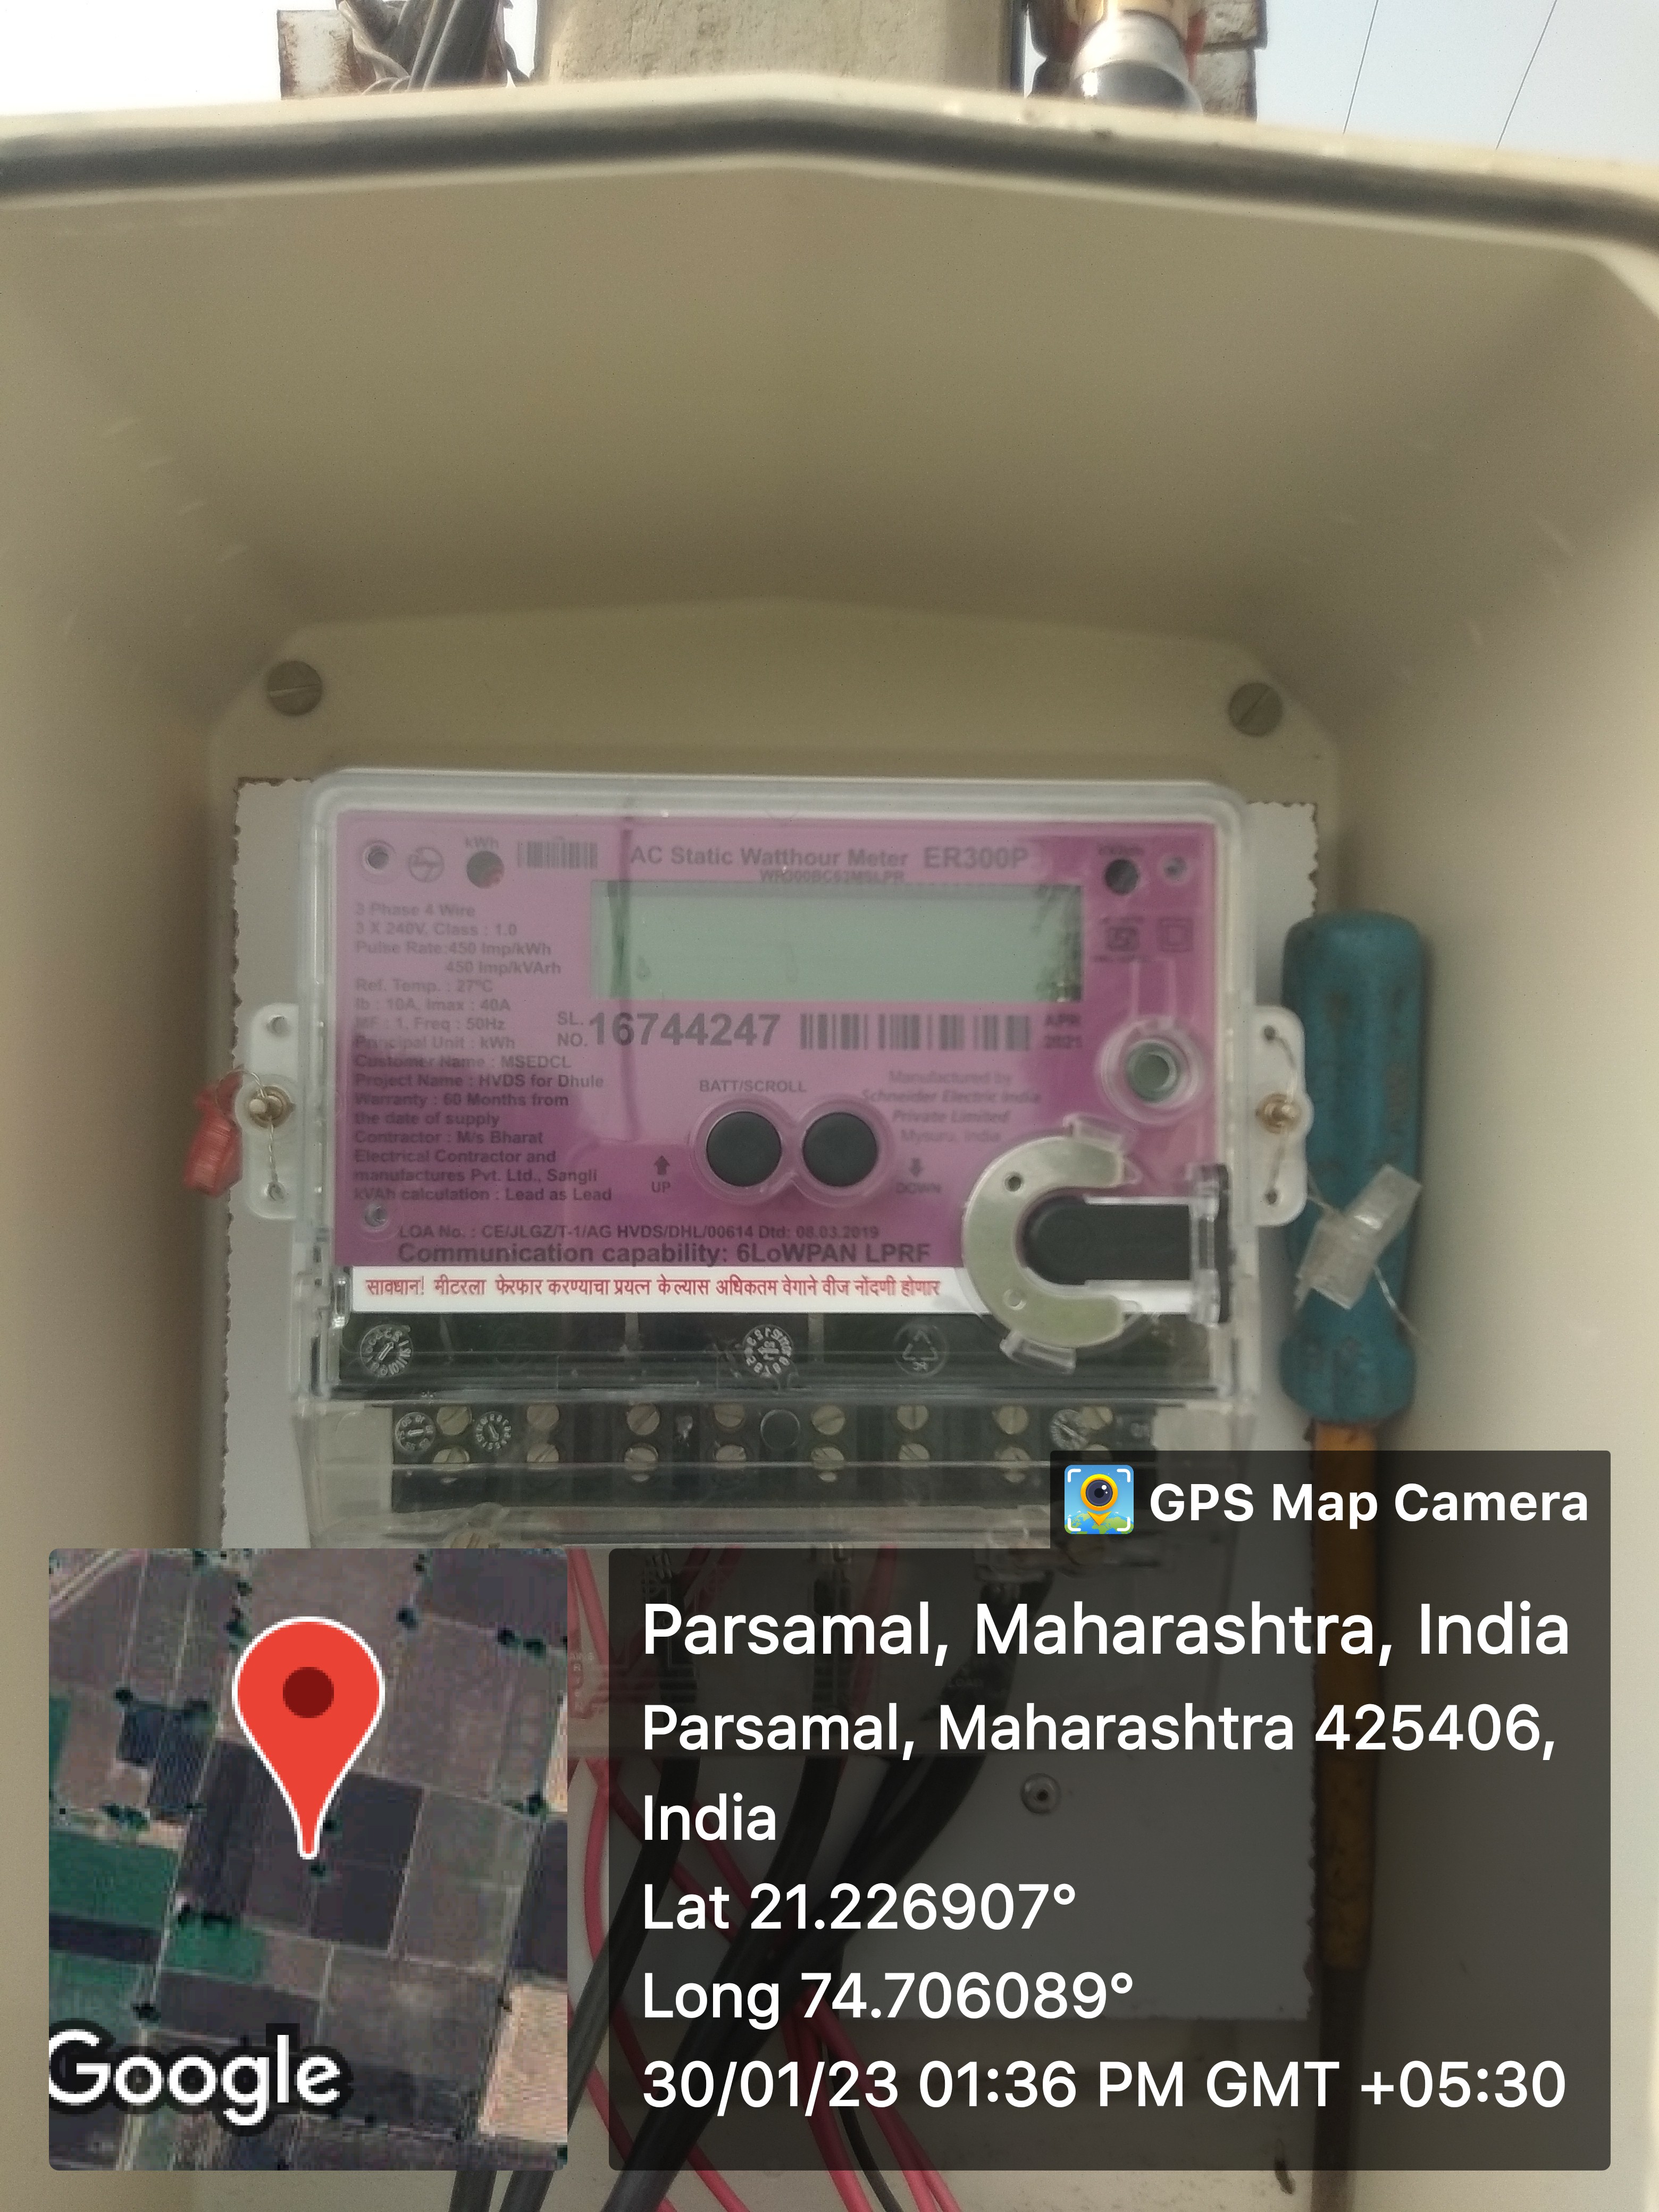 kWh
AC Static Watthour Meter ER300P
3 Phase 4 Wire
3 X 240V, Class : 1.0
Pulse Rate:450 Imp/kWh
450 Imp/kVArh
Ref. Temp. : 27°C
Ib : 10A, Imax : 40A
MF : 1, Freq : 50Hz
Principal Unit : kWh
Customer Name : MSEDCL
Project Name : HVDS for Dhule
Warranty : 60 Months from
the date of supply
Contractor : M/s Bharat
Electrical Contractor and
manufactures Pvt. Ltd., Sangli
kVAh calculation : Lead as Lead
SL. NO. 16744247
APR
2021
BATT/SCROLL
UP
DOWN
Manufactured by
Schneider Electric India
Private Limited
Mysuru, India
LOA No. : CE/JLGZ/T-1/AG HVDS/DHL/00614 Dtd: 08.03.2019
Communication capability: 6LoWPAN LPRF
सावधान! मीटरला फेरफार करण्याचा प्रयत्न केल्यास अधिकतम वेगाने वीज नोंदणी होणार
GPS Map Camera
Parsamal, Maharashtra, India
Parsamal, Maharashtra 425406,
India
Lat 21.226907°
Long 74.706089°
30/01/23 01:36 PM GMT +05:30
Google